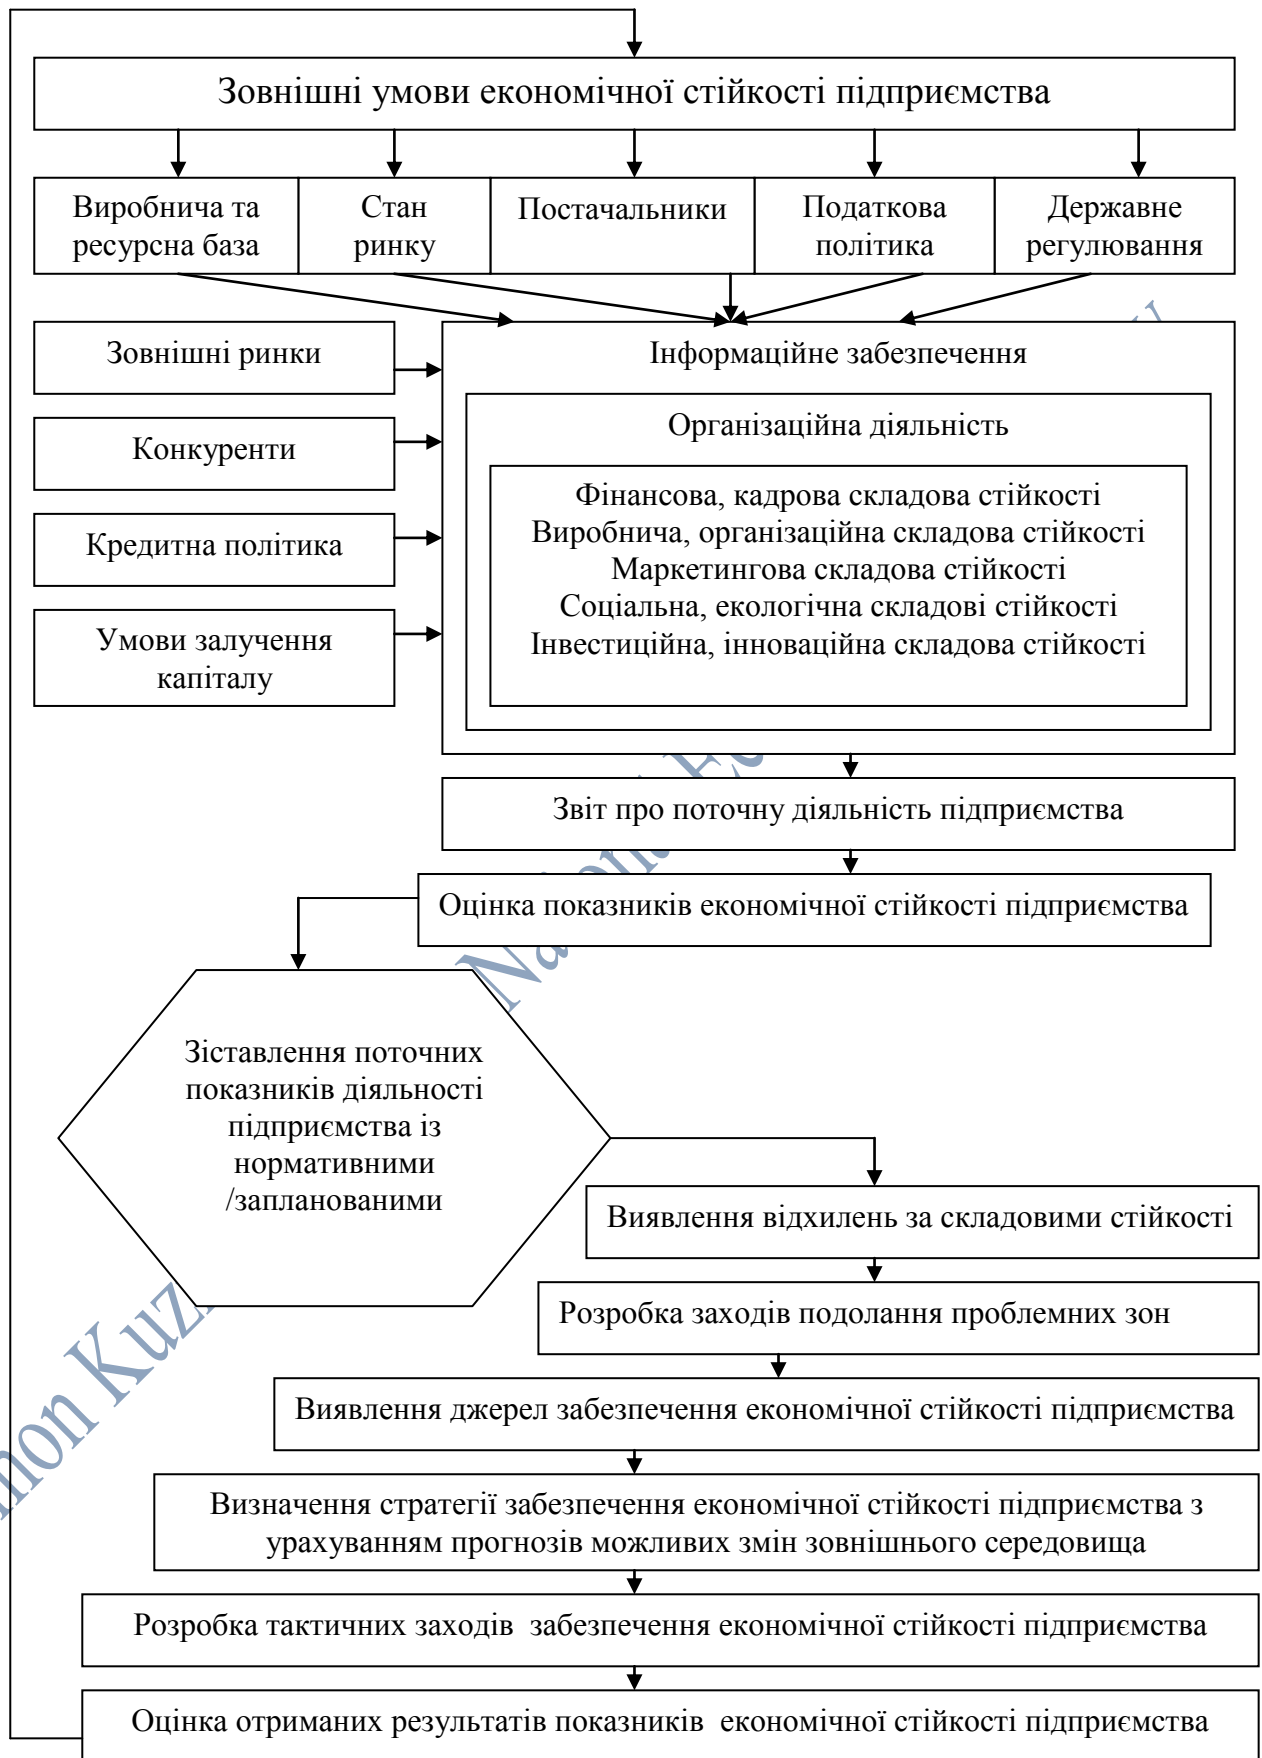 Зовнішні умови економічної стійкості підприємства
Виробнича та
ресурсна база
Стан
ринку
Постачальники
Податкова
політика
Державне
регулювання
Зовнішні ринки
Конкуренти
Кредитна політика
Умови залучення
капіталу
Інформаційне забезпечення
Організаційна діяльність
Фінансова, кадрова складова стійкості
Виробнича, організаційна складова стійкості
Маркетингова складова стійкості
Соціальна, екологічна складові стійкості
Інвестиційна, інноваційна складова стійкості
Звіт про поточну діяльність підприємства
Оцінка показників економічної стійкості підприємства
Зіставлення поточних
показників діяльності
підприємства із
нормативними
/запланованими
Виявлення відхилень за складовими стійкості
Розробка заходів подолання проблемних зон
Виявлення джерел забезпечення економічної стійкості підприємства
Визначення стратегії забезпечення економічної стійкості підприємства з
урахуванням прогнозів можливих змін зовнішнього середовища
Розробка тактичних заходів забезпечення економічної стійкості підприємства
Оцінка отриманих результатів показників економічної стійкості підприємства